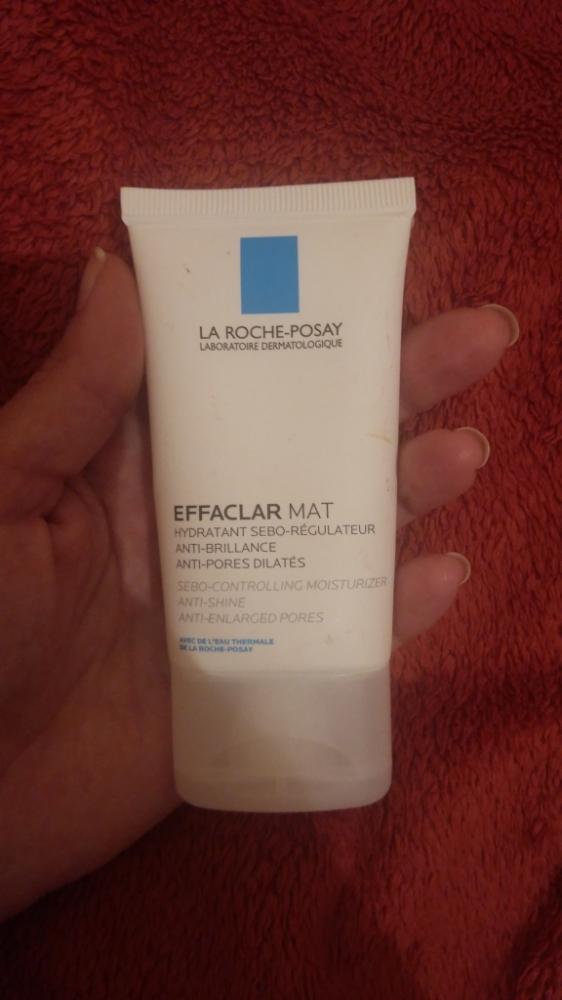 LA ROCHE-POSAY
LABORATOIRE DERMATOLOGIQUE
EFFACLAR MAT
HYDRATANT SEBO-RÉGULATEUR
ANTI-BRILLANCE
ANTI-PORES DILATÉS
SEBO-CONTROLLING MOISTURIZER
ANTI-SHINE
ANTI-ENLARGED PORES
AVEC DE L'EAU THERMALE
DE LA ROCHE-POSAY